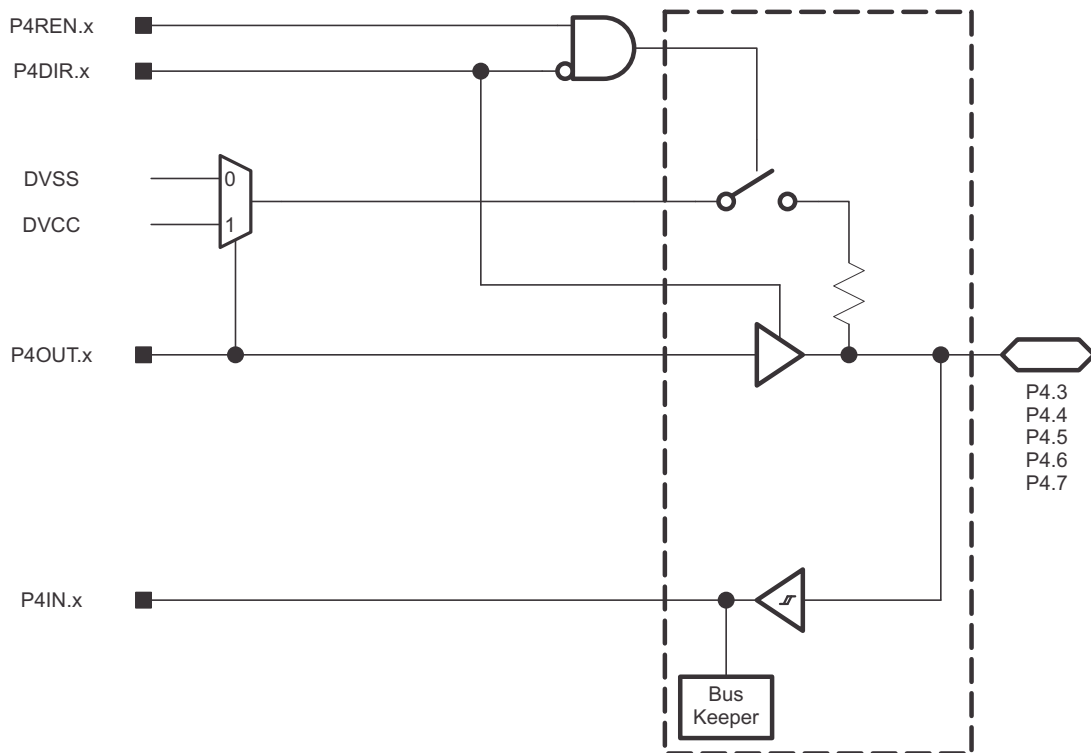 P4REN.x
P4DIR.x
DVSS
0
DVCC
1
P4OUT.x
P4.3
P4.4
P4.5
P4.6
P4.7
P4IN.x
Bus
Keeper